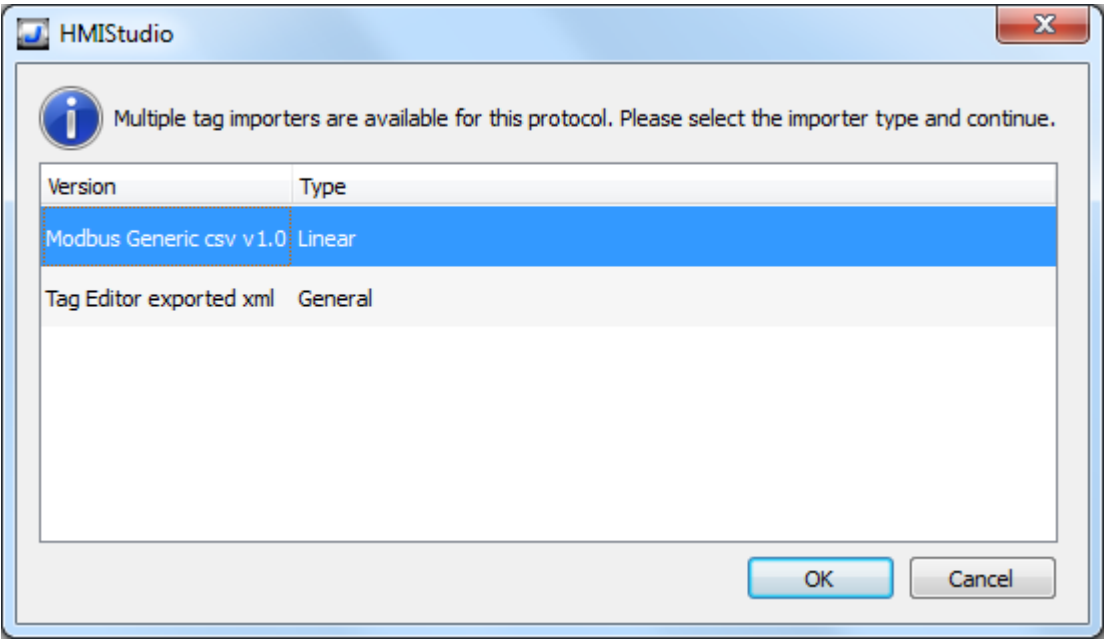 HMIStudio
Multiple tag importers are available for this protocol. Please select the importer type and continue.
Version Type
Modbus Generic csv v1.0 Linear
Tag Editor exported xml General
OK Cancel